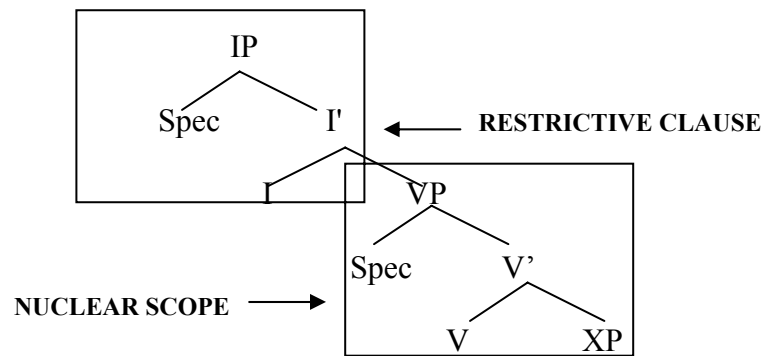 IP
Spec I'
RESTRICTIVE CLAUSE
I VP
Spec V’
NUCLEAR SCOPE
V XP